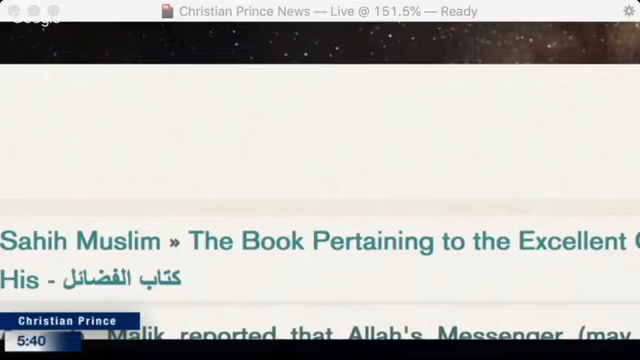 Christian Prince News — Live @ 151.5% — Ready
Google
Sahih Muslim » The Book Pertaining to the Excellent
His - كتاب الفضائل
Christian Prince
5:40
Malik reported that Allah's Messenger (may